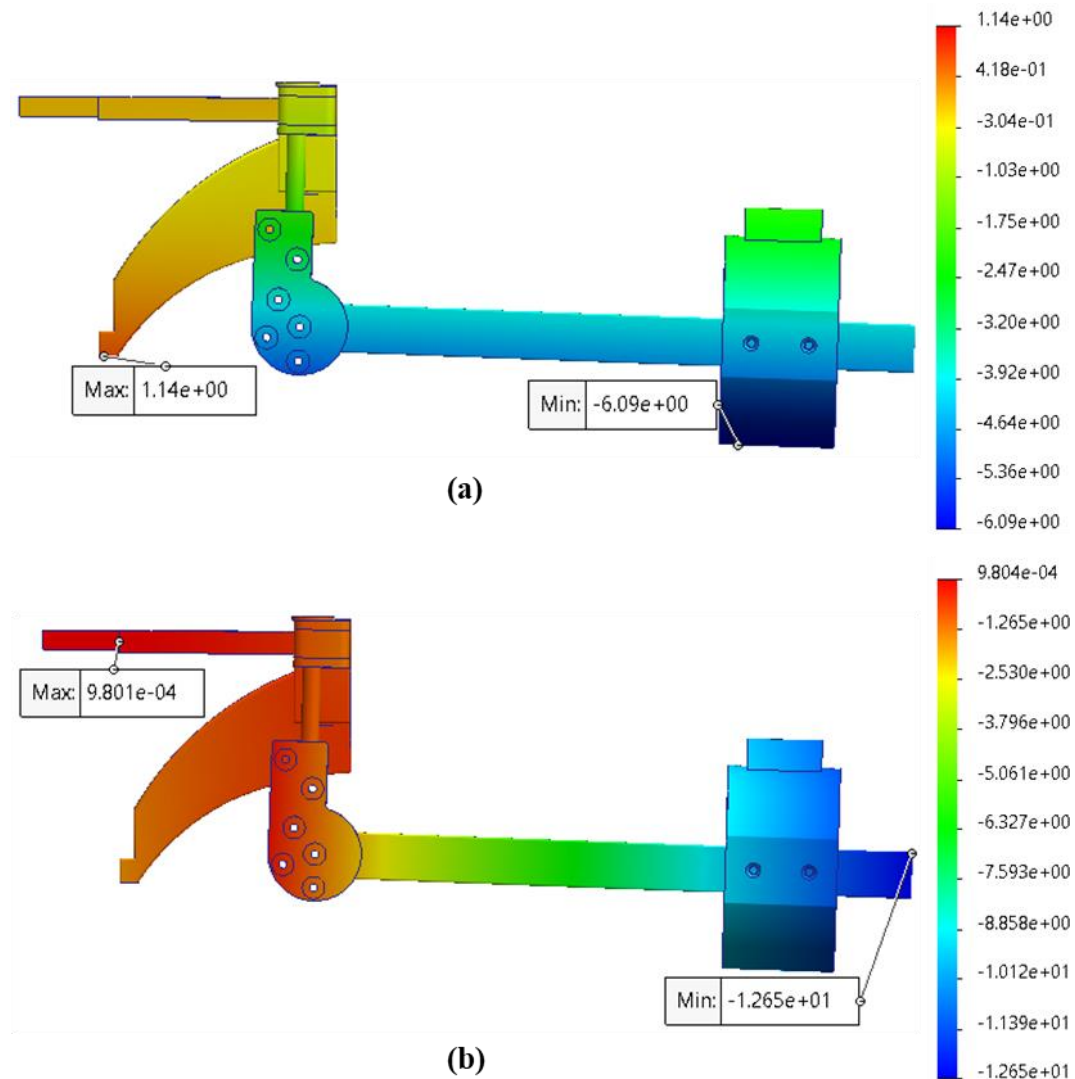 1.14e+00
4.18e-01
-3.04e-01
-1.03e+00
-1.75e+00
-2.47e+00
-3.20e+00
-3.92e+00
-4.64e+00
-5.36e+00
-6.09e+00
Max: 1.14e+00
Min: -6.09e+00
(a)
9.804e-04
-1.265e+00
-2.530e+00
-3.796e+00
-5.061e+00
-6.327e+00
-7.593e+00
-8.858e+00
-1.012e+01
-1.139e+01
-1.265e+01
Max: 9.801e-04
Min: -1.265e+01
(b)